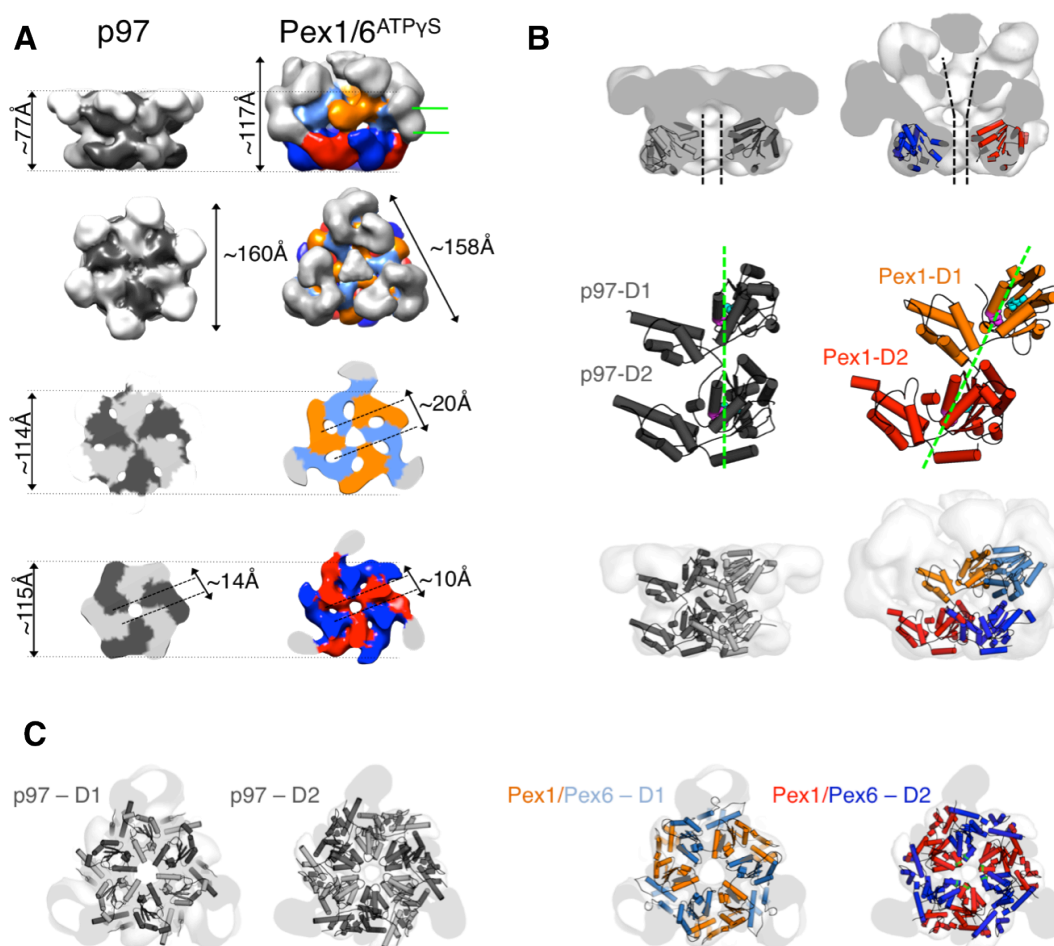 A
p97
Pex1/6ATPγS
B
~77Å
~117Å
~160Å
~158Å
p97-D1
Pex1-D1
p97-D2
Pex1-D2
~114Å
~20Å
~115Å
~14Å
~10Å
C
p97 – D1
p97 – D2
Pex1/Pex6 – D1
Pex1/Pex6 – D2